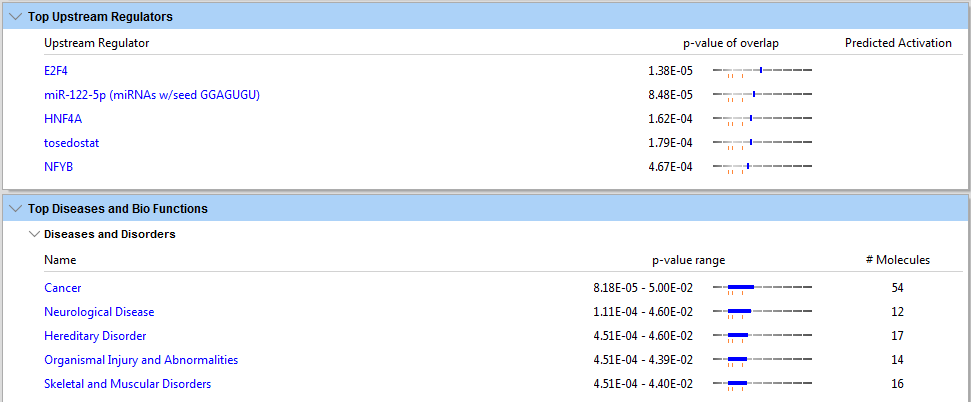 Top Upstream Regulators
Upstream Regulator p-value of overlap Predicted Activation
E2F4 1.38E-05
miR-122-5p (miRNAs w/seed GGAGUGU) 8.48E-05
HNF4A 1.62E-04
tosedostat 1.79E-04
NFYB 4.67E-04
Top Diseases and Bio Functions
Diseases and Disorders
Name p-value range # Molecules
Cancer 8.18E-05 - 5.00E-02 54
Neurological Disease 1.11E-04 - 4.60E-02 12
Hereditary Disorder 4.51E-04 - 4.60E-02 17
Organismal Injury and Abnormalities 4.51E-04 - 4.39E-02 14
Skeletal and Muscular Disorders 4.51E-04 - 4.40E-02 16